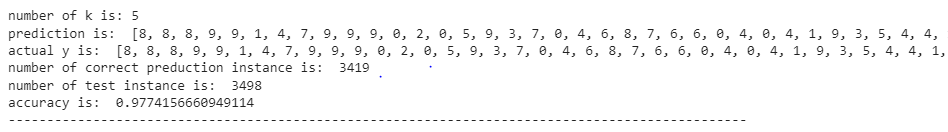 number of k is: 5
prediction is:  [8, 8, 8, 9, 9, 1, 4, 7, 9, 9, 9, 0, 2, 0, 5, 9, 3, 7, 0, 4, 6, 8, 7, 6, 6, 0, 4, 0, 4, 1, 9, 3, 5, 4, 4,
actual y is:  [8, 8, 8, 9, 9, 1, 4, 7, 9, 9, 9, 0, 2, 0, 5, 9, 3, 7, 0, 4, 6, 8, 7, 6, 6, 0, 4, 0, 4, 1, 9, 3, 5, 4, 4, 1,
number of correct preduction instance is:  3419
number of test instance is:  3498
accuracy is:  0.9774156660949114
--------------------------------------------------------------------------------------------